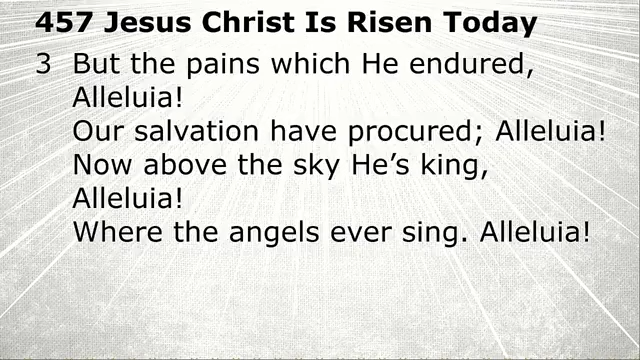 457 Jesus Christ Is Risen Today
3 But the pains which He endured,
Alleluia!
Our salvation have procured; Alleluia!
Now above the sky He’s king,
Alleluia!
Where the angels ever sing. Alleluia!